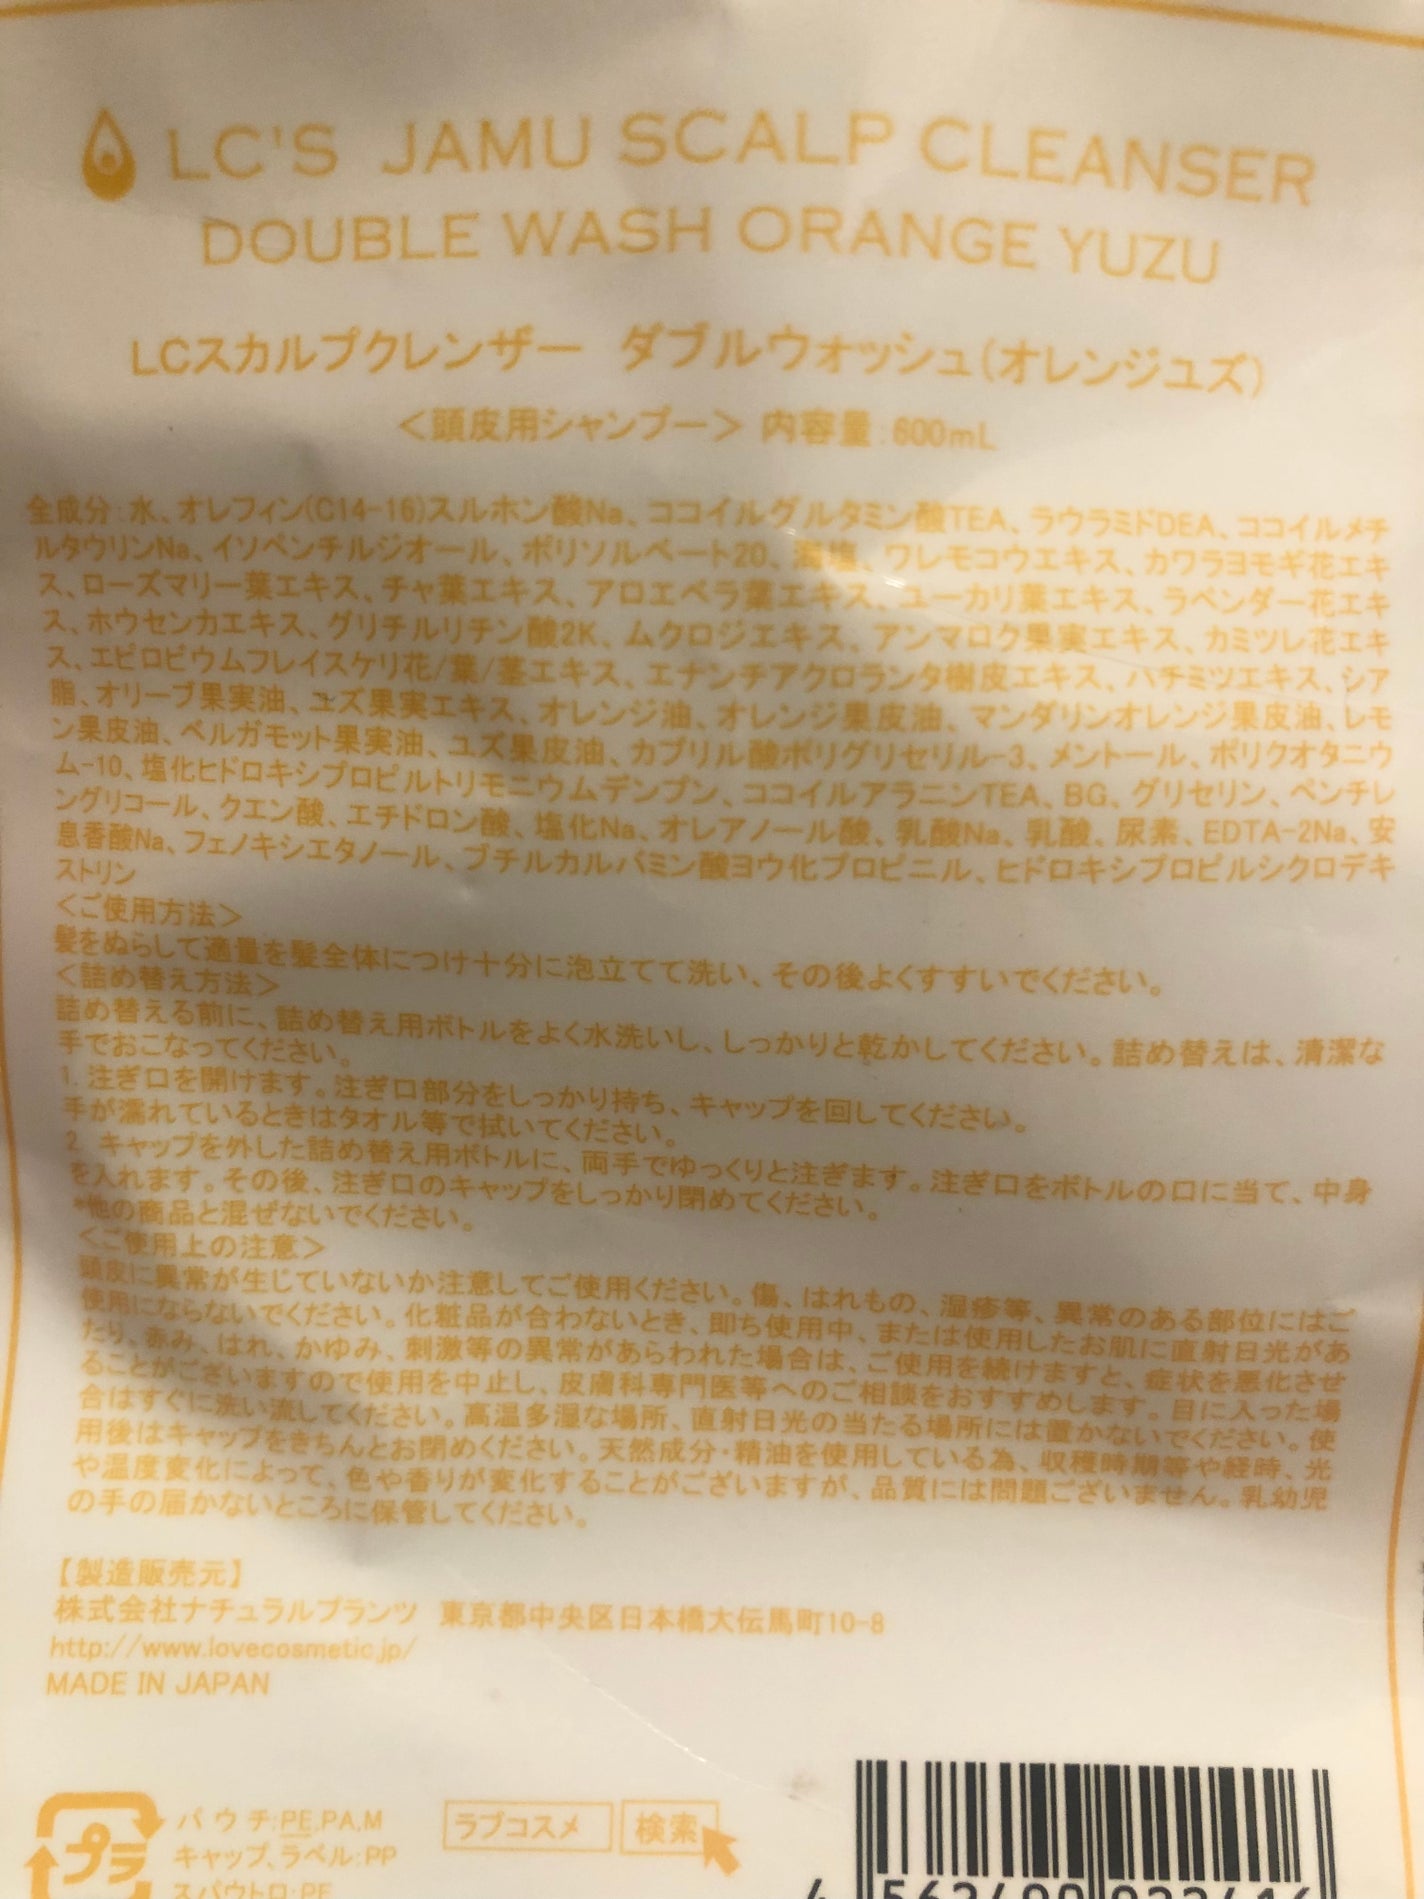 LC'S JAMU SCALP CLEANSER
DOUBLE WASH ORANGE YUZU
LCスカルプクレンザー ダブルウォッシュ(オレンジユズ)
＜頭皮用シャンプー＞ 内容量:600mL
全成分:水、オレフィン(C14-16)スルホン酸Na、ココイルグルタミン酸TEA、ラウラミドDEA、ココイルメチ
ルタウリンNa、イソペンチルジオール、ポリソルベート20、海塩、ワレモコウエキス、カワラヨモギ花エキ
ス、ローズマリー葉エキス、チャ葉エキス、アロエベラ葉エキス、ユーカリ葉エキス、ラベンダー花エキ
ス、ホウセンカエキス、グリチルリチン酸2K、ムクロジエキス、アンマロク果実エキス、カミツレ花エキ
ス、エピロビウムフレイスケリ花/葉/茎エキス、エナンチアクロランタ樹皮エキス、ハチミツエキス、シア
脂、オリーブ果実油、ユズ果実エキス、オレンジ油、オレンジ果皮油、マンダリンオレンジ果皮油、レモ
ン果皮油、ベルガモット果実油、ユズ果皮油、カプリル酸ポリグリセリル-3、メントール、ポリクオタニウ
ム-10、塩化ヒドロキシプロピルトリモニウムデンプン、ココイルアラニンTEA、BG、グリセリン、ペンチレ
ングリコール、クエン酸、エチドロン酸、塩化Na、オレアノール酸、乳酸Na、乳酸、尿素、EDTA-2Na、安
息香酸Na、フェノキシエタノール、ブチルカルバミン酸ヨウ化プロピニル、ヒドロキシプロピルシクロデキ
ストリン
＜ご使用方法＞
髪をぬらして適量を髪全体につけ十分に泡立てて洗い、その後よくすすいでください。
＜詰め替え方法＞
詰め替える前に、詰め替え用ボトルをよく水洗いし、しっかりと乾かしてください。詰め替えは、清潔な
手でおこなってください。
1. 注ぎ口を開けます。注ぎ口部分をしっかり持ち、キャップを回してください。
手が濡れているときはタオル等で拭いてください。
2. キャップを外した詰め替え用ボトルに、両手でゆっくりと注ぎます。注ぎ口をボトルの口に当て、中身
を入れます。その後、注ぎ口のキャップをしっかり閉めてください。
*他の商品と混ぜないでください。
＜ご使用上の注意＞
頭皮に異常が生じていないか注意してご使用ください。傷、はれもの、湿疹等、異常のある部位にはご
使用にならないでください。化粧品が合わないとき、即ち使用中、または使用したお肌に直射日光があ
たり、赤み、はれ、かゆみ、刺激等の異常があらわれた場合は、ご使用を続けますと、症状を悪化させ
ることがございますので使用を中止し、皮膚科専門医等へのご相談をおすすめします。目に入った場
合はすぐに洗い流してください。高温多湿な場所、直射日光の当たる場所には置かないでください。使
用後はキャップをきちんとお閉めください。天然成分・精油を使用している為、収穫時期等や経時、光
や温度変化によって、色や香りが変化することがございますが、品質には問題ございません。乳幼児
の手の届かないところに保管してください。
【製造販売元】
株式会社ナチュラルプランツ 東京都中央区日本橋大伝馬町10-8
http://www.lovecosmetic.jp/
MADE IN JAPAN
プラ
パウチ:PE,PA,M
キャップ、ラベル:PP
スパウト口:PE
ラブコスメ 検索